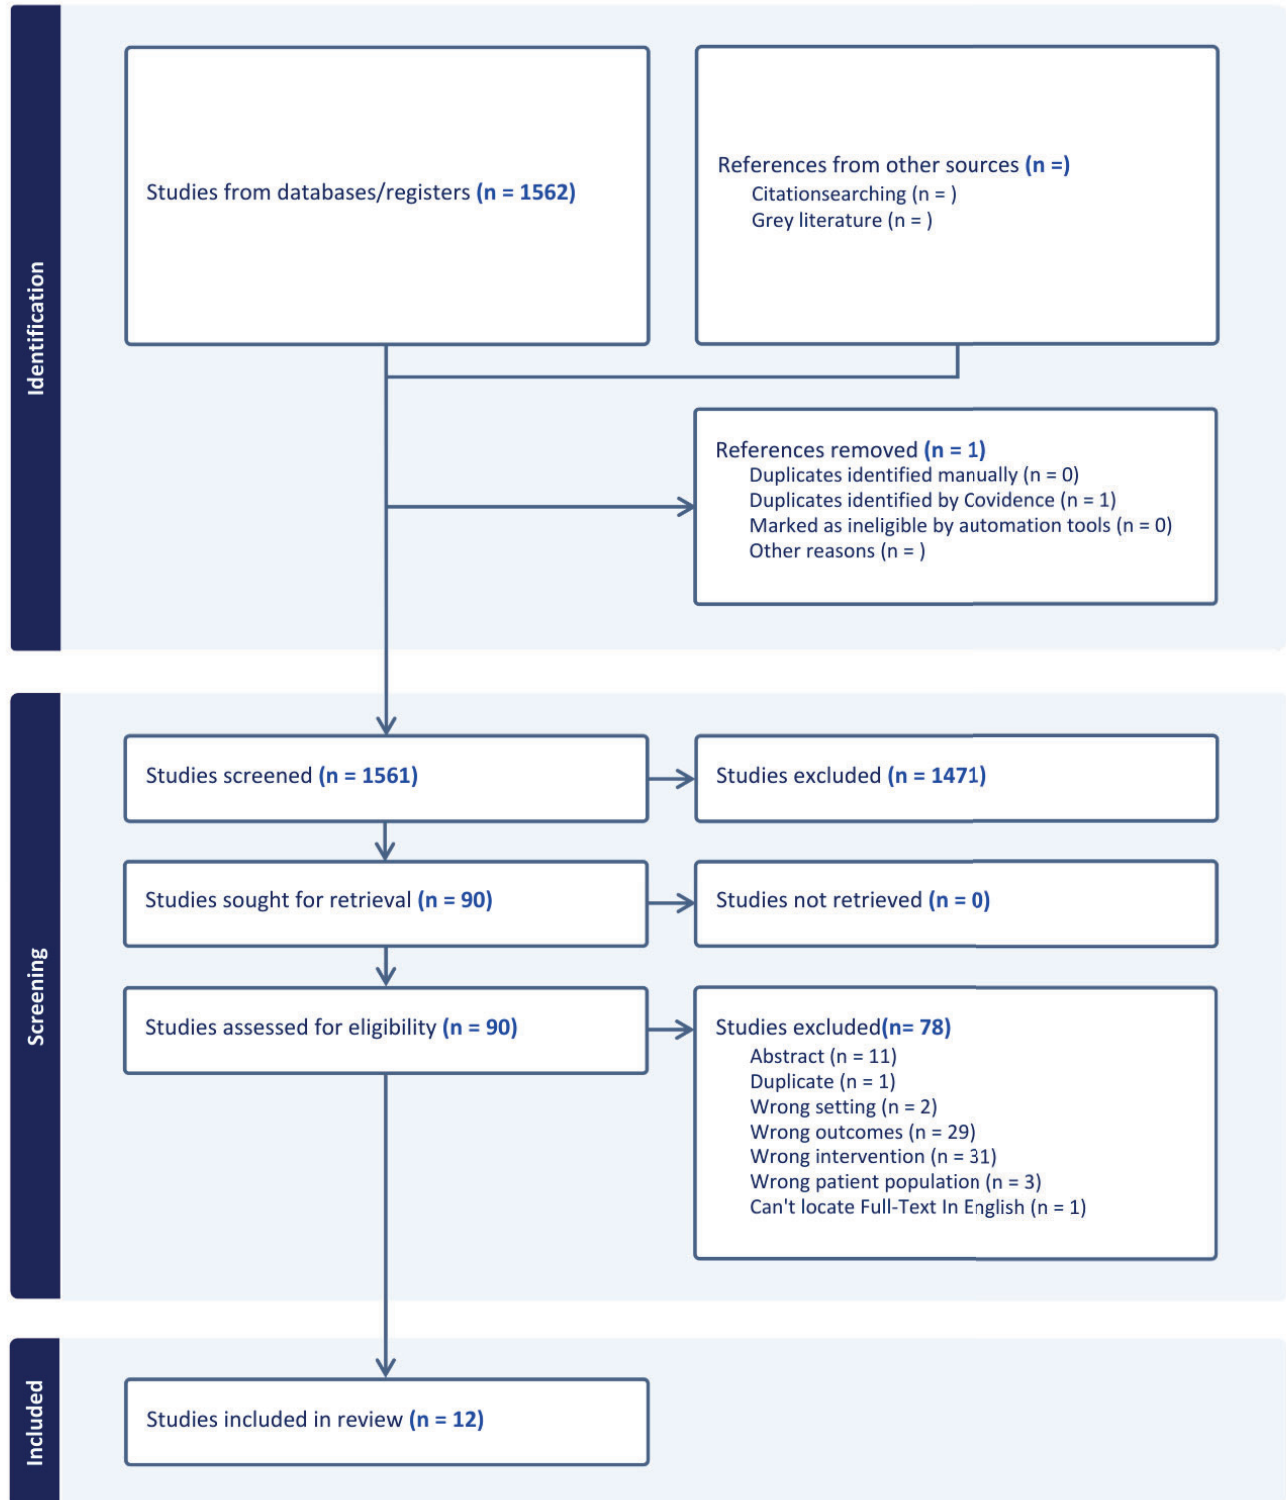 Identification
Studies from databases/registers (n = 1562)
References from other sources (n =)
Citationsearching (n = )
Grey literature (n = )
References removed (n = 1)
Duplicates identified manually (n = 0)
Duplicates identified by Covidence (n = 1)
Marked as ineligible by automation tools (n = 0)
Other reasons (n = )
Screening
Studies screened (n = 1561)
Studies excluded (n = 1471)
Studies sought for retrieval (n = 90)
Studies not retrieved (n = 0)
Studies assessed for eligibility (n = 90)
Studies excluded(n= 78)
Abstract (n = 11)
Duplicate (n = 1)
Wrong setting (n = 2)
Wrong outcomes (n = 29)
Wrong intervention (n = 31)
Wrong patient population (n = 3)
Can't locate Full-Text In English (n = 1)
Included
Studies included in review (n = 12)